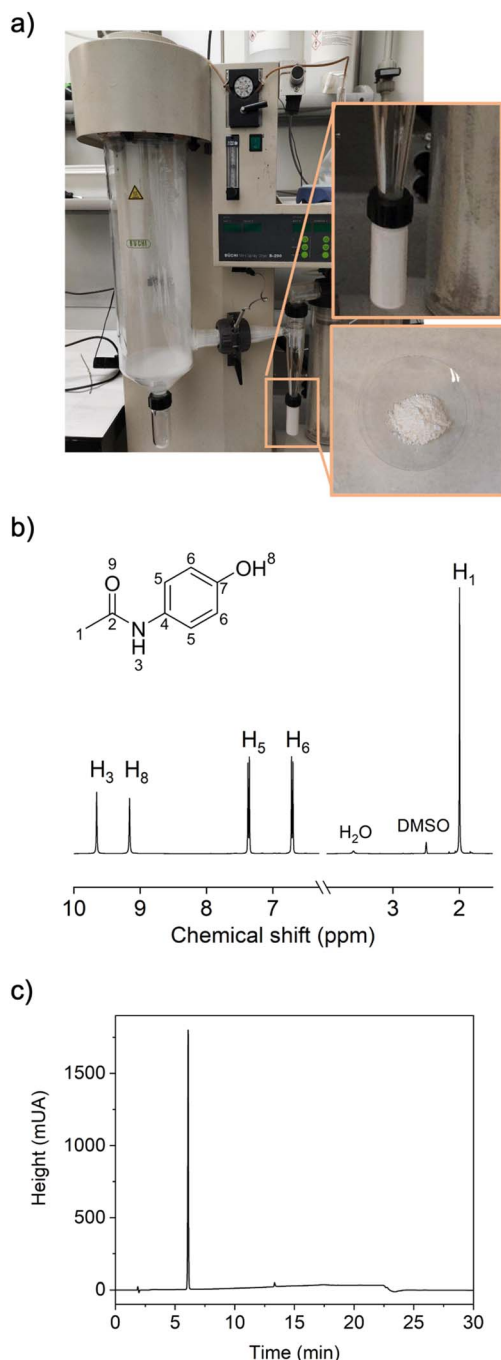 a)
BUCHI
b)
9
O
6
OH8
5
7
2
1
N
4
6
H
5
3
H1
H3
H8
H5
H6
H2O
DMSO
10 9 8 7 3 2
Chemical shift (ppm)
c)
1500
1000
500
0
Height (mUA)
0 5 10 15 20 25 30
Time (min)